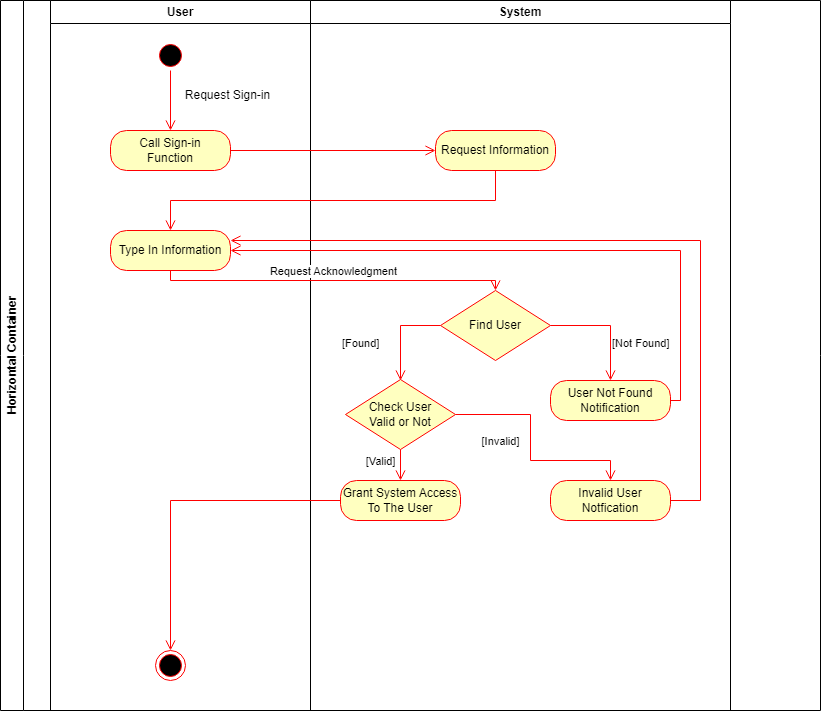 User
System
Request Sign-in
Call Sign-in
Function
Request Information
Type In Information
Request Acknowledgment
Find User
[Found]
[Not Found]
User Not Found
Notification
Check User
Valid or Not
[Invalid]
[Valid]
Grant System Access
To The User
Invalid User
Notfication
Horizontal Container